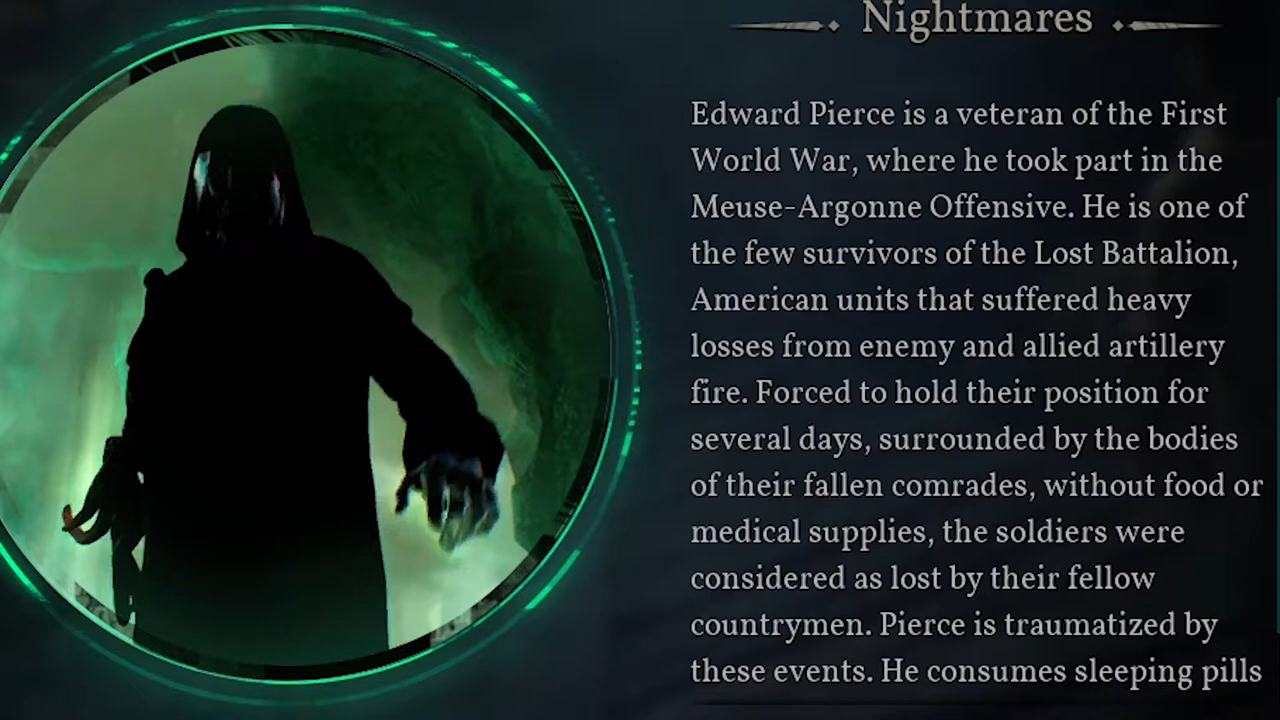 Nightmares
Edward Pierce is a veteran of the First
World War, where he took part in the
Meuse-Argonne Offensive. He is one of
the few survivors of the Lost Battalion,
American units that suffered heavy
losses from enemy and allied artillery
fire. Forced to hold their position for
several days, surrounded by the bodies
of their fallen comrades, without food or
medical supplies, the soldiers were
considered as lost by their fellow
countrymen. Pierce is traumatized by
these events. He consumes sleeping pills